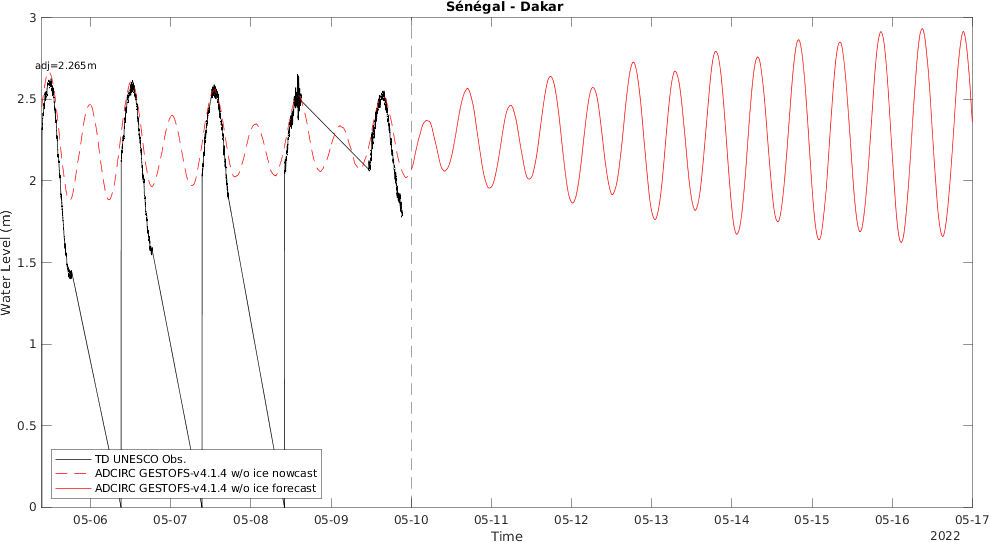 Sénégal - Dakar
adj=2.265m
3
2.5
2
1.5
1
0.5
0
Water Level (m)
TD UNESCO Obs.
ADCIRC GESTOFS-v4.1.4 w/o ice nowcast
ADCIRC GESTOFS-v4.1.4 w/o ice forecast
05-06 05-07 05-08 05-09 05-10 05-11 05-12 05-13 05-14 05-15 05-16 05-17
Time
2022